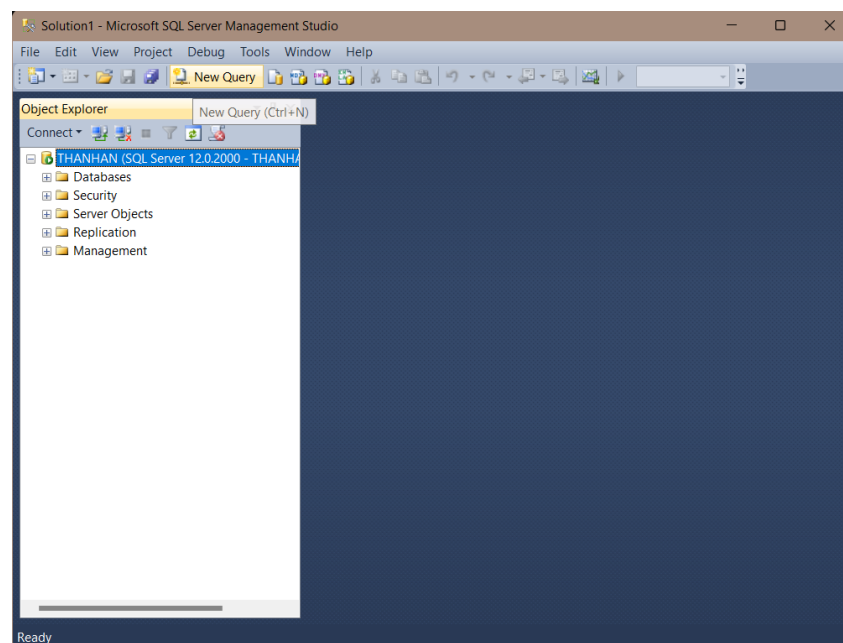 Solution1 - Microsoft SQL Server Management Studio
File Edit View Project Debug Tools Window Help
New Query
Object Explorer
New Query (Ctrl+N)
Connect
THANHAN (SQL Server 12.0.2000 - THANHA
Databases
Security
Server Objects
Replication
Management
Ready